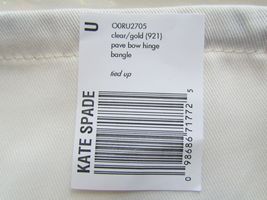 U
O0RU2705
clear/gold (921)
pave bow hinge
bangle
tied up
KATE SPADE
0 98686 71772 5